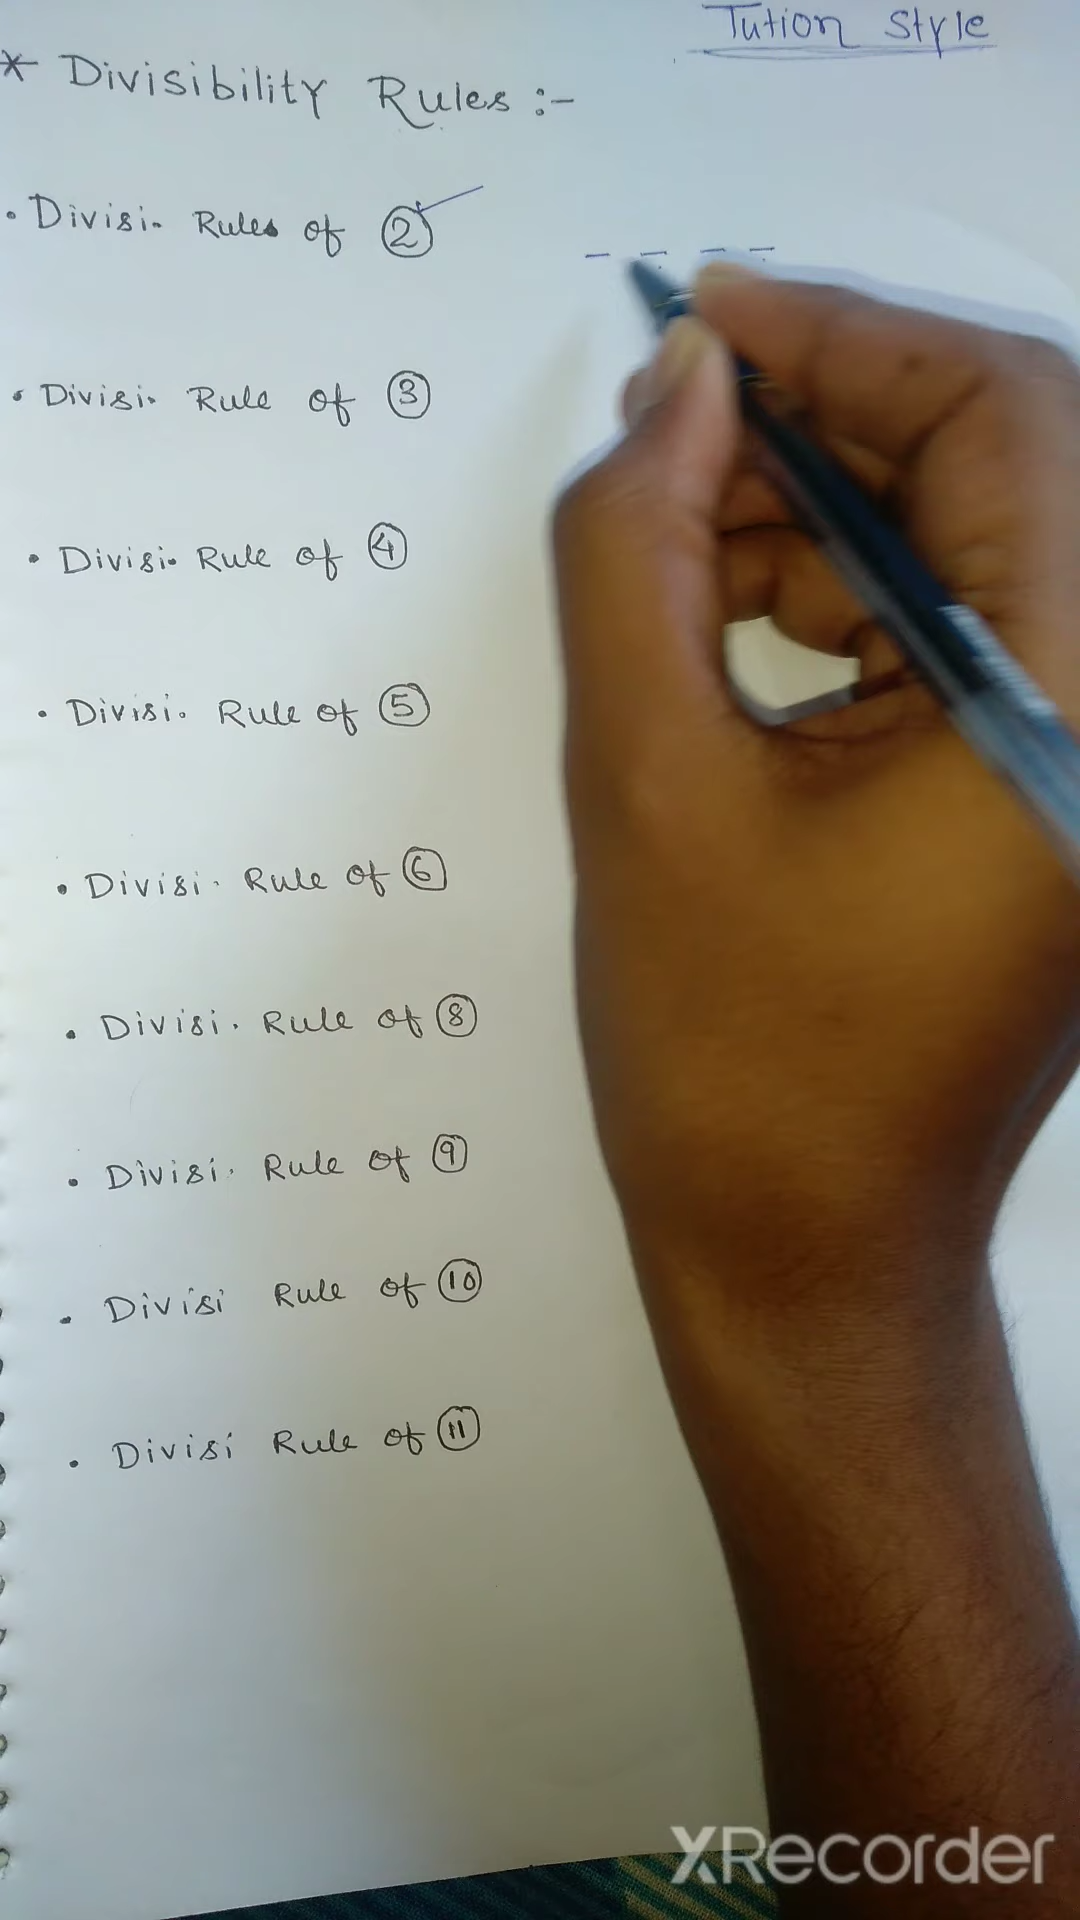 Tution Style
* Divisibility Rules :-
• Divisi. Rules of 2
• Divisi. Rule of 3
• Divisi. Rule of 4
• Divisi. Rule of 5
• Divisi. Rule of 6
• Divisi. Rule of 8
• Divisi. Rule of 9
• Divisi Rule of 10
• Divisi Rule of 11
XRecorder